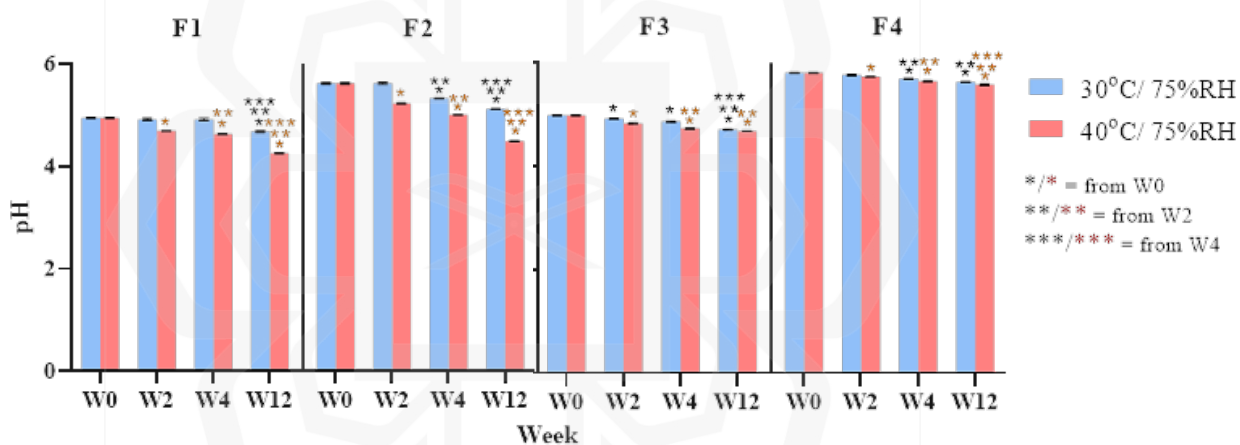 F1 F2 F3 F4
6
4
2
0
pH
* ** * *** ** * *** ** *
* ** * ** * *** ** * *** ** *
* * * * ** * *** ** * ** *
* ** * ** * ** * *** ** *
W0 W2 W4 W12 W0 W2 W4 W12 W0 W2 W4 W12 W0 W2 W4 W12
Week
30°C/ 75%RH
40°C/ 75%RH
*/* = from W0
**/** = from W2
***/*** = from W4